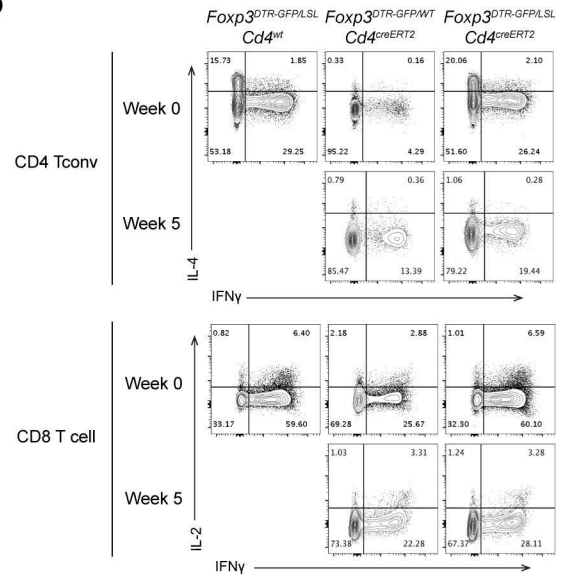 Foxp3DTR-GFP/LSL Foxp3DTR-GFP/WT Foxp3DTR-GFP/LSL
Cd4wt Cd4creERT2 Cd4creERT2
15.73 1.85 0.33 0.16 20.06 2.10
Week 0
53.18 29.25 95.22 4.29 51.60 26.24
CD4 Tconv
0.79 0.36 1.06 0.28
Week 5
85.47 13.39 79.22 19.44
IL-4
IFNγ
0.82 6.40 2.18 2.88 1.01 6.59
Week 0
33.17 59.60 69.28 25.67 32.30 60.10
CD8 T cell
1.03 3.31 1.24 3.28
Week 5
73.38 22.28 67.37 28.11
IL-2
IFNγ